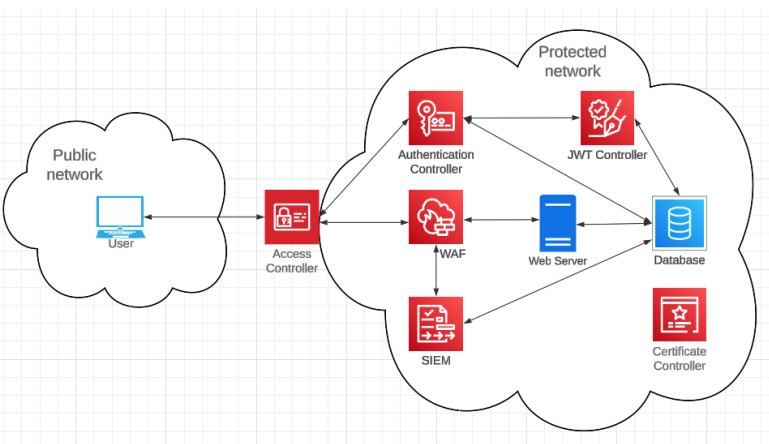 Protected
network
Public
network
Authentication
Controller
JWT Controller
User
Access
Controller
WAF
Web Server
Database
SIEM
Certificate
Controller